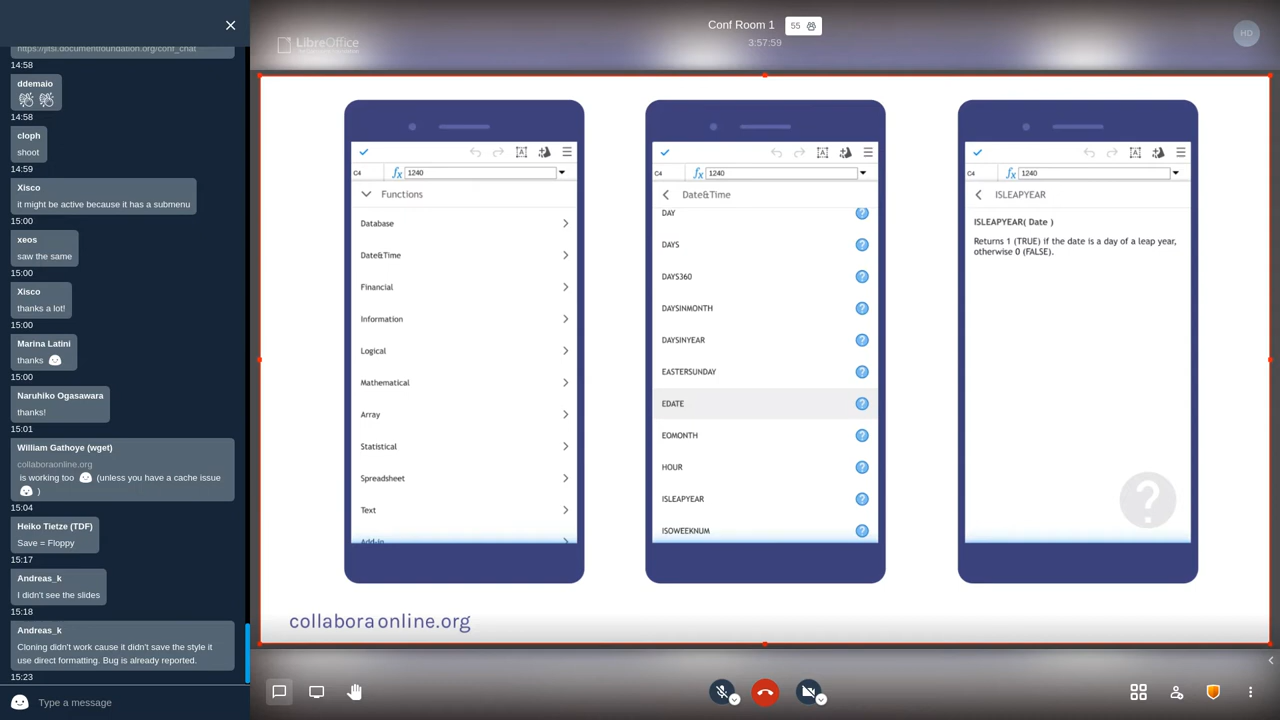 https://jitsi.documentfoundation.org/conf_chat
14:58
ddemaio
14:58
cloph
shoot
14:59
Xisco
it might be active because it has a submenu
15:00
xeos
saw the same
15:00
Xisco
thanks a lot!
15:00
Marina Latini
thanks
15:00
Naruhiko Ogasawara
thanks!
15:01
William Gathoye (wget)
collaboraonline.org
is working too (unless you have a cache issue
)
15:04
Heiko Tietze (TDF)
Save = Floppy
15:17
Andreas_k
I didn't see the slides
15:18
Andreas_k
Cloning didn't work cause it didn't save the style it
use direct formatting. Bug is already reported.
15:23
Type a message
Conf Room 1
55
3:57:59
HD
LibreOffice
C4
fx 1240
Functions
Database
Date&Time
Financial
Information
Logical
Mathematical
Array
Statistical
Spreadsheet
Text
Add-in
C4
fx 1240
Date&Time
DAY
DAYS
DAYS360
DAYSINMONTH
DAYSINYEAR
EASTERSUNDAY
EDATE
EOMONTH
HOUR
ISLEAPYEAR
ISOWEEKNUM
C4
fx 1240
ISLEAPYEAR
ISLEAPYEAR( Date )
Returns 1 (TRUE) if the date is a day of a leap year,
otherwise 0 (FALSE).
collaboraonline.org